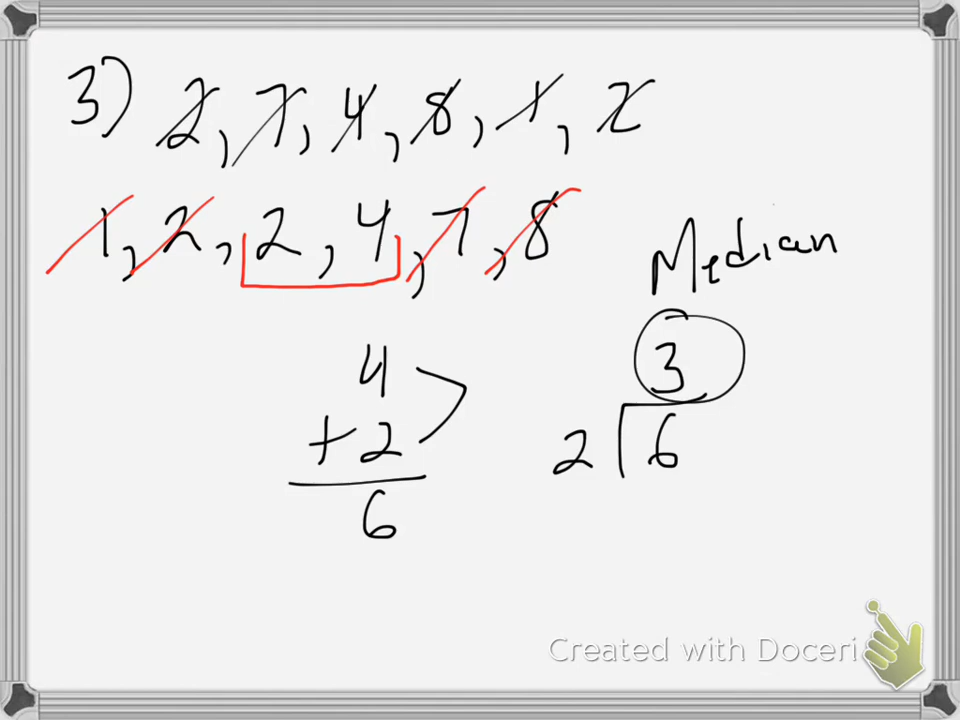 3) 2, 7, 4, 8, 1, 2
1, 2, 2, 4, 7, 8
Median
4
+ 2
6
3
2 6
Created with Doceri